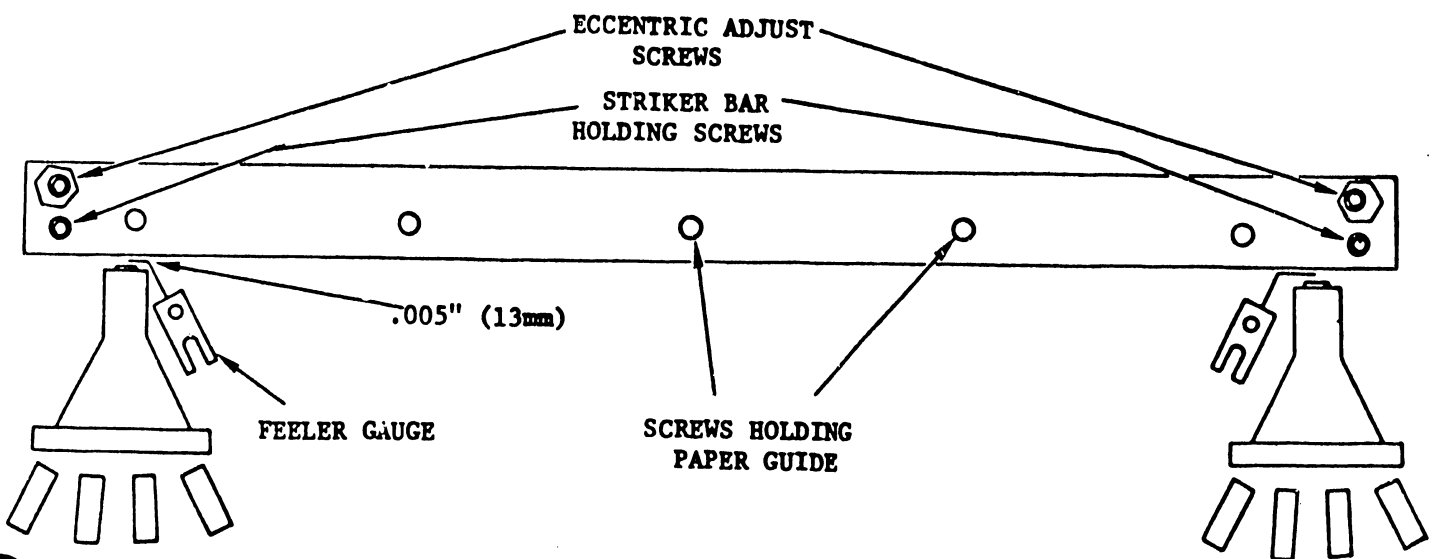 ECCENTRIC ADJUST
SCREWS
STRIKER BAR
HOLDING SCREWS
.005" (13mm)
FEELER GAUGE
SCREWS HOLDING
PAPER GUIDE